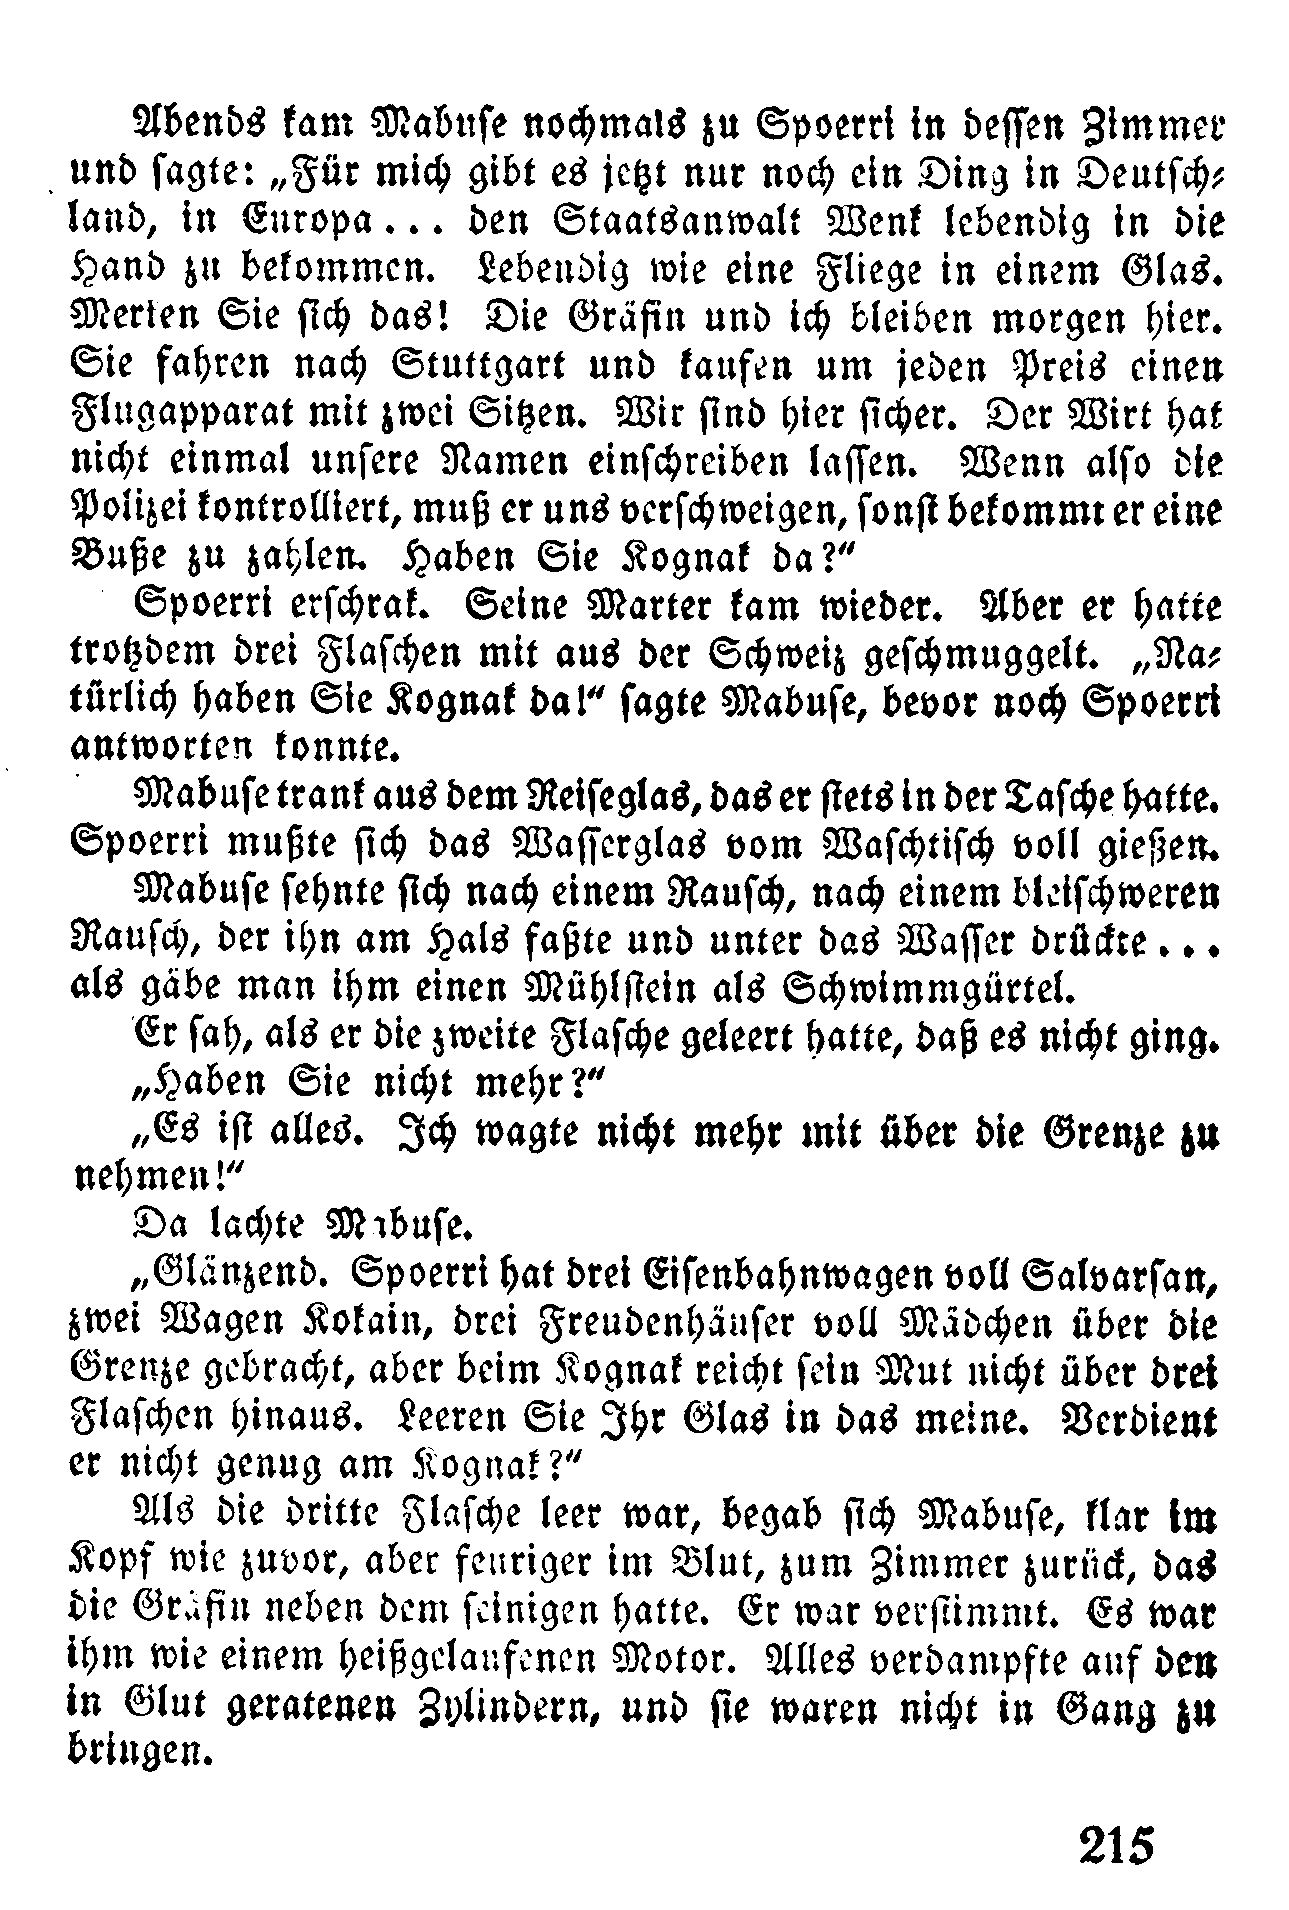 Abends kam Mabuse nochmals zu Spoerri in dessen Zimmer
und sagte: „Für mich gibt es jetzt nur noch ein Ding in Deutsch-
land, in Europa... den Staatsanwalt Wenk lebendig in die
Hand zu bekommen. Lebendig wie eine Fliege in einem Glas.
Merken Sie sich das! Die Gräfin und ich bleiben morgen hier.
Sie fahren nach Stuttgart und kaufen um jeden Preis einen
Flugapparat mit zwei Sitzen. Wir sind hier sicher. Der Wirt hat
nicht einmal unsere Namen einschreiben lassen. Wenn also die
Polizei kontrolliert, muß er uns verschweigen, sonst bekommt er eine
Buße zu zahlen. Haben Sie Kognak da?“
Spoerri erschrak. Seine Marter kam wieder. Aber er hatte
trotzdem drei Flaschen mit aus der Schweiz geschmuggelt. „Na-
türlich haben Sie Kognak da!“ sagte Mabuse, bevor noch Spoerri
antworten konnte.
Mabuse trank aus dem Reiseglas, das er stets in der Tasche hatte.
Spoerri mußte sich das Wasserglas vom Waschtisch voll gießen.
Mabuse sehnte sich nach einem Rausch, nach einem bleischweren
Rausch, der ihn am Hals faßte und unter das Wasser drückte...
als gäbe man ihm einen Mühlstein als Schwimmgürtel.
Er sah, als er die zweite Flasche geleert hatte, daß es nicht ging.
„Haben Sie nicht mehr?“
„Es ist alles. Ich wagte nicht mehr mit über die Grenze zu
nehmen!“
Da lachte Mabuse.
„Glänzend. Spoerri hat drei Eisenbahnwagen voll Salvarsan,
zwei Wagen Kokain, drei Freudenhäuser voll Mädchen über die
Grenze gebracht, aber beim Kognak reicht sein Mut nicht über drei
Flaschen hinaus. Leeren Sie Ihr Glas in das meine. Verdient
er nicht genug am Kognak?“
Als die dritte Flasche leer war, begab sich Mabuse, klar im
Kopf wie zuvor, aber feuriger im Blut, zum Zimmer zurück, das
die Gräfin neben dem seinigen hatte. Er war verstimmt. Es war
ihm wie einem heißgelaufenen Motor. Alles verdampfte auf den
in Glut geratenen Zylindern, und sie waren nicht in Gang zu
bringen.
215